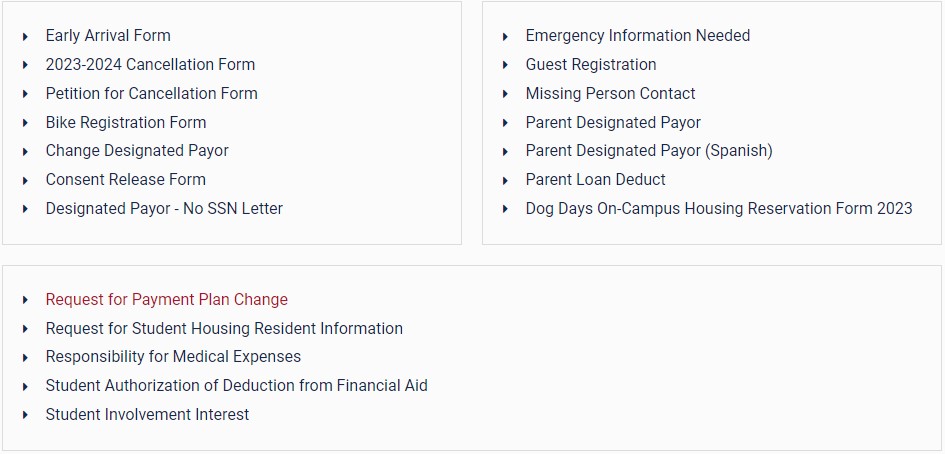 Early Arrival Form
2023-2024 Cancellation Form
Petition for Cancellation Form
Bike Registration Form
Change Designated Payor
Consent Release Form
Designated Payor - No SSN Letter
Emergency Information Needed
Guest Registration
Missing Person Contact
Parent Designated Payor
Parent Designated Payor (Spanish)
Parent Loan Deduct
Dog Days On-Campus Housing Reservation Form 2023
Request for Payment Plan Change
Request for Student Housing Resident Information
Responsibility for Medical Expenses
Student Authorization of Deduction from Financial Aid
Student Involvement Interest